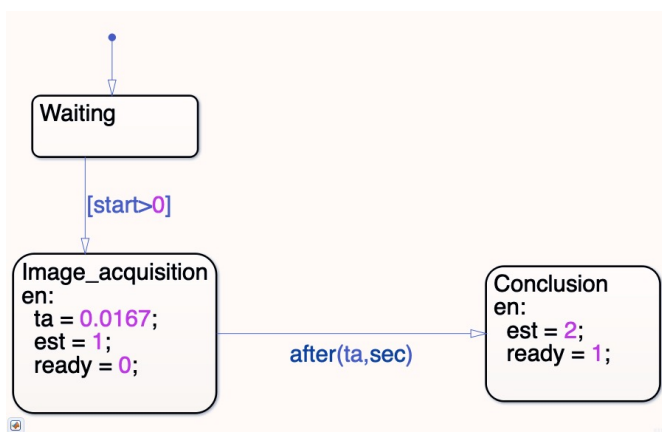 Waiting
[start>0]
Image_acquisition
en:
ta = 0.0167;
est = 1;
ready = 0;
after(ta,sec)
Conclusion
en:
est = 2;
ready = 1;